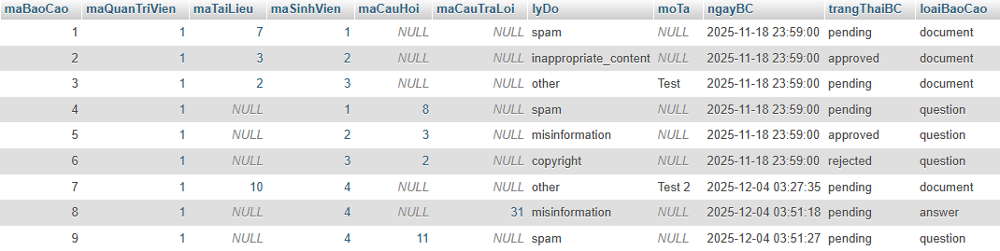 maBaoCao maQuanTriVien maTaiLieu maSinhVien maCauHoi maCauTraLoi lyDo moTa ngayBC trangThaiBC loaiBaoCao
1 1 7 1 NULL NULL spam NULL 2025-11-18 23:59:00 pending document
2 1 3 2 NULL NULL inappropriate_content NULL 2025-11-18 23:59:00 approved document
3 1 2 3 NULL NULL other Test 2025-11-18 23:59:00 pending document
4 1 NULL 1 8 NULL spam NULL 2025-11-18 23:59:00 pending question
5 1 NULL 2 3 NULL misinformation NULL 2025-11-18 23:59:00 approved question
6 1 NULL 3 2 NULL copyright NULL 2025-11-18 23:59:00 rejected question
7 1 10 4 NULL NULL other Test 2 2025-12-04 03:27:35 pending document
8 1 NULL 4 NULL 31 misinformation NULL 2025-12-04 03:51:18 pending answer
9 1 NULL 4 11 NULL spam NULL 2025-12-04 03:51:27 pending question